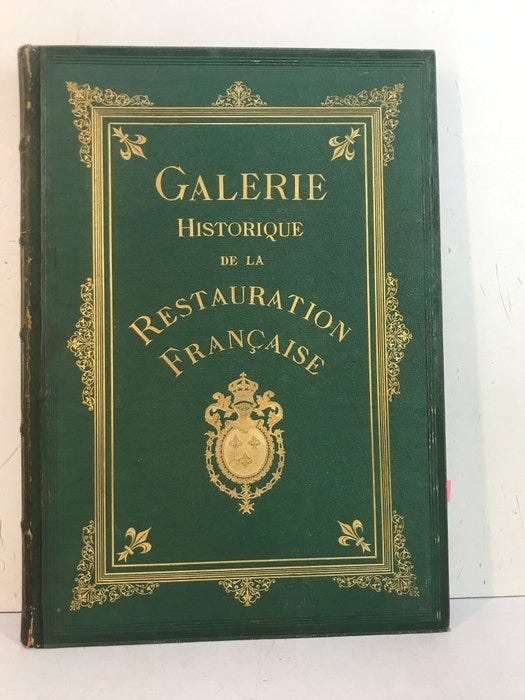 GALERIE
HISTORIQUE
DE LA
RESTAURATION
FRANÇAISE